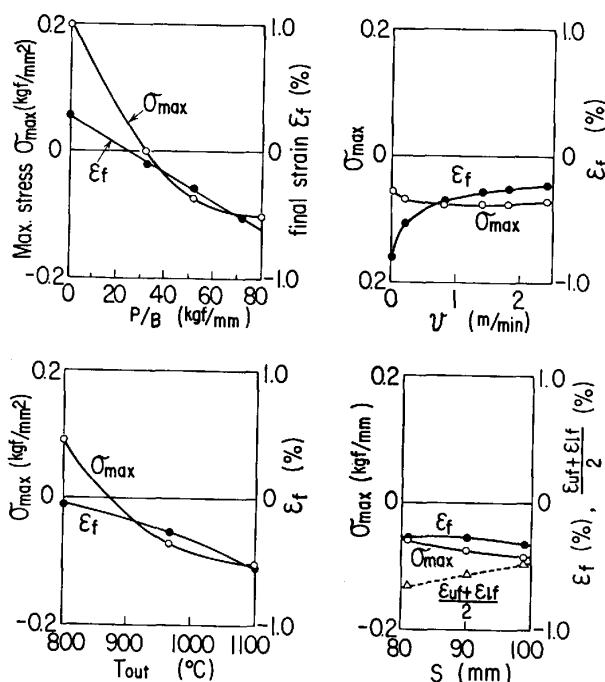 0.2
0
-0.2
Max. stress σmax(kgf/mm2)
1.0
0
-1.0
final strain εf (%)
σmax
εf
0 20 40 60 80
P/B (kgf/mm)
0.2
0
0.2
σmax
1.0
0
-1.0
εf (%)
εf
σmax
0 1 2
υ (m/min)
0.2
0
-0.2
σmax (kgf/mm2)
1.0
0
-1.0
εf (%)
σmax
εf
800 900 1000 1100
Tout (°C)
0.2
0
-0.2
σmax (kgf/mm)
1.0
0
-1.0
εf (%), εuf+εlf
2
εf
σmax
εuf+εlf
2
80 90 100
S (mm)